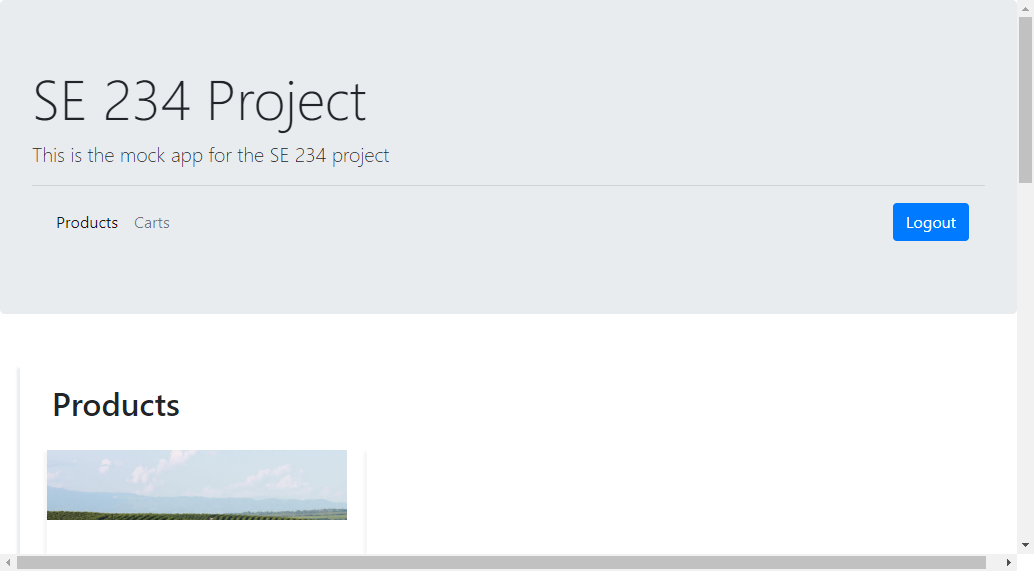 SE 234 Project
This is the mock app for the SE 234 project
Products Carts Logout
Products